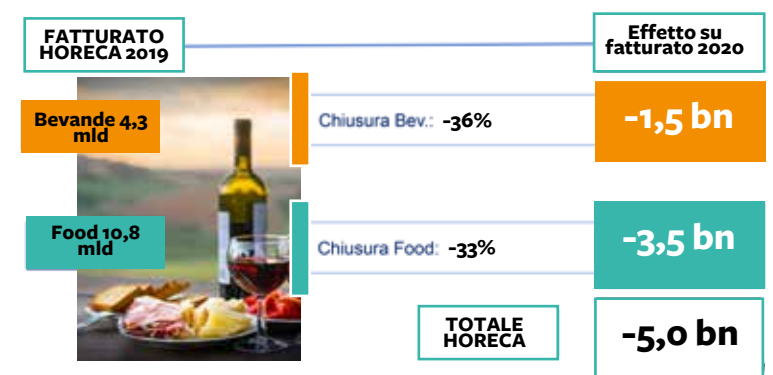 FATTURATO
HORECA 2019
Effetto su
fatturato 2020
Bevande 4,3
mld
Chiusura Bev.: -36%
-1,5 bn
Food 10,8
mld
Chiusura Food: -33%
-3,5 bn
TOTALE
HORECA
-5,0 bn